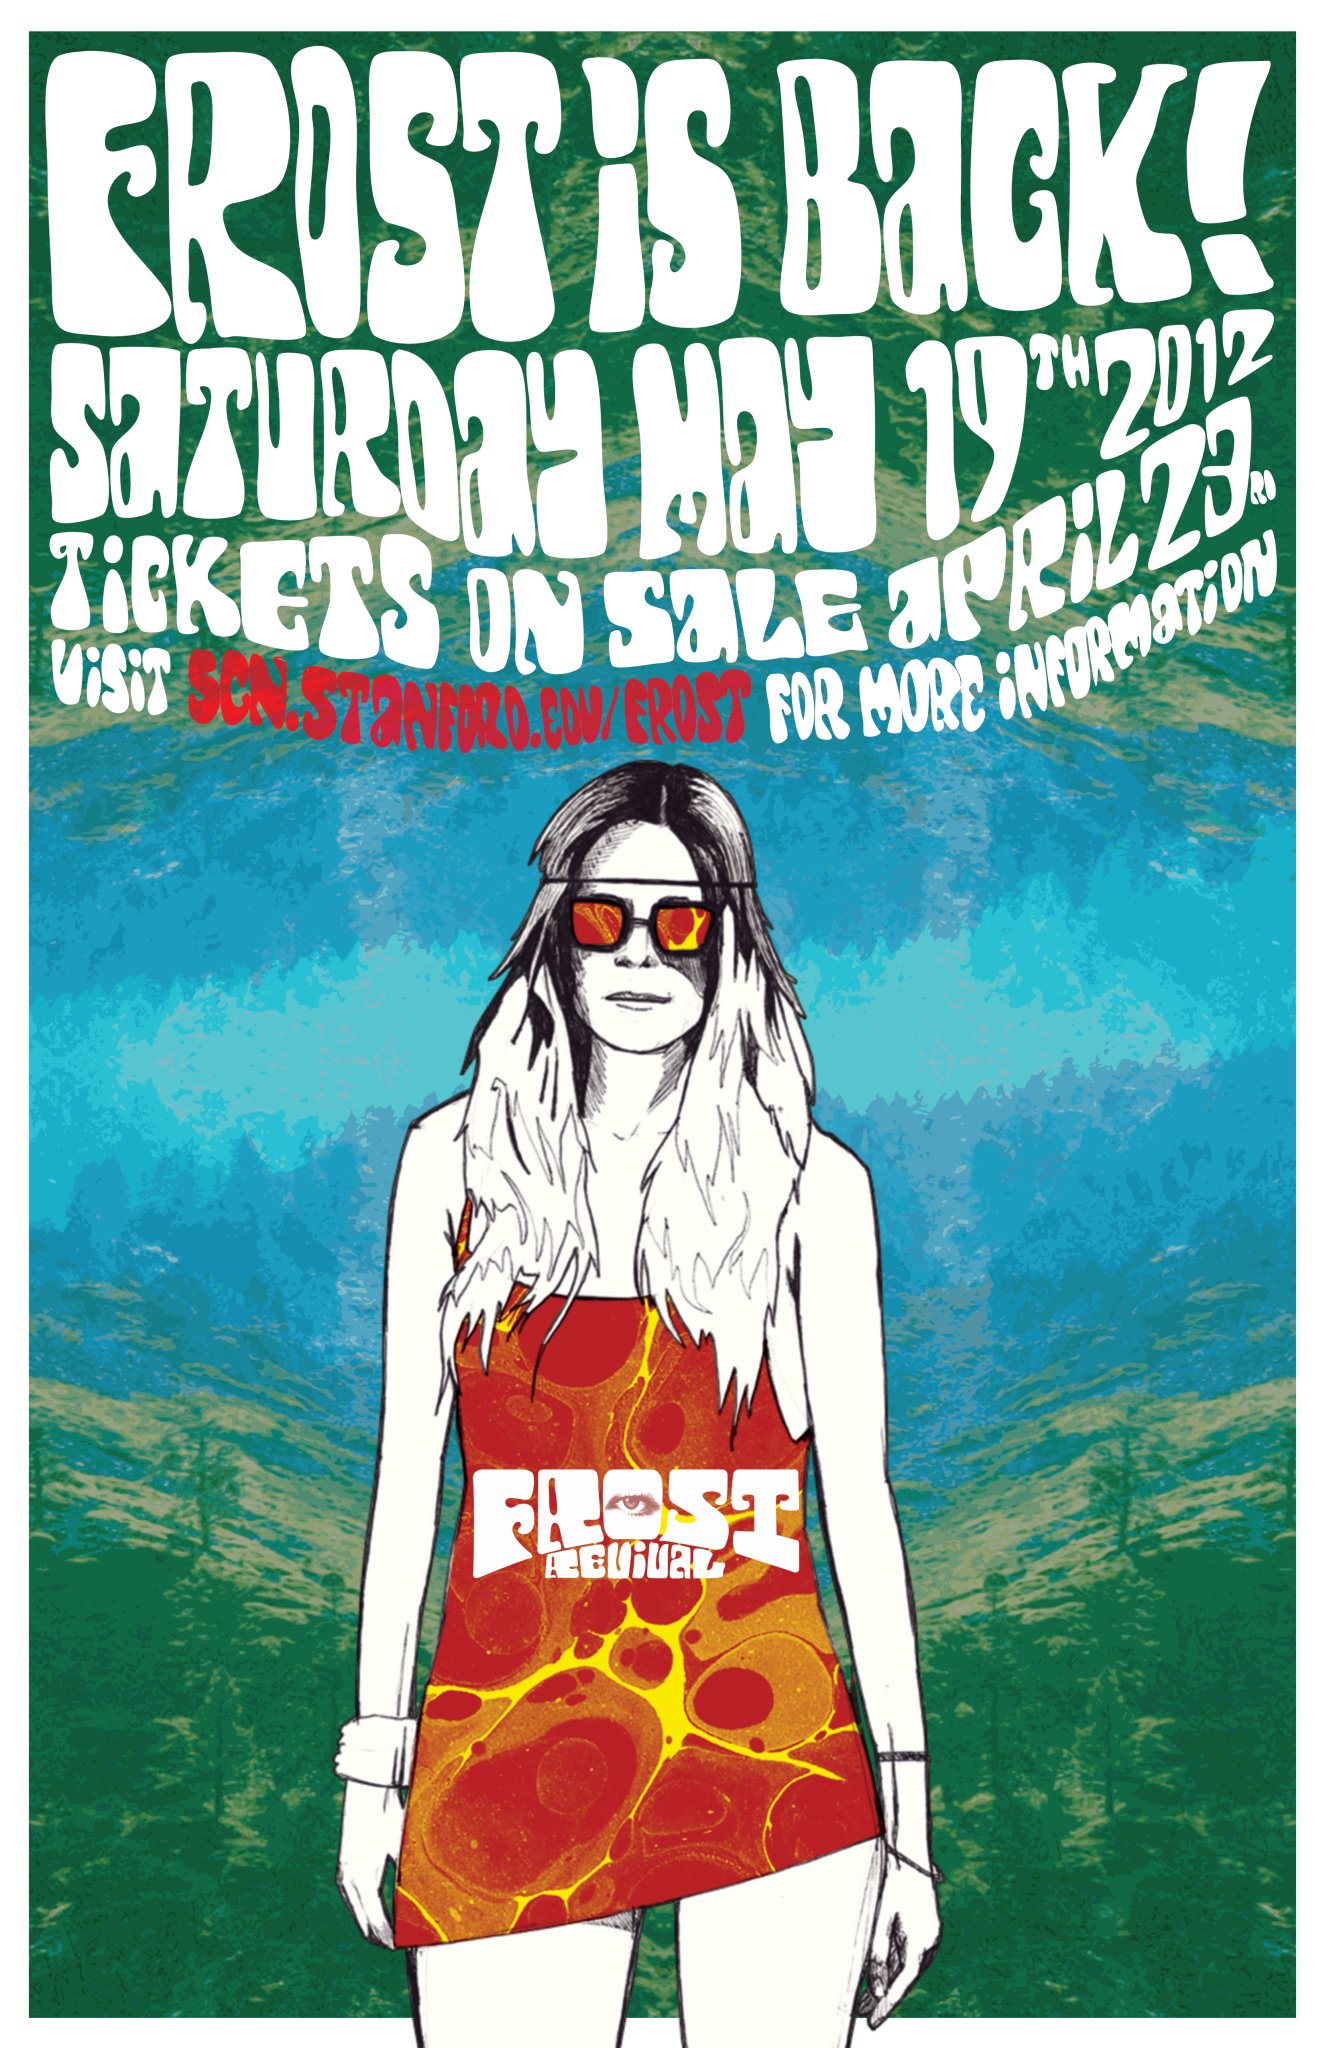 FROST iS BaCK!
SaTURDay May 19TH 2012
TiCKETS ON SaLE aPRiL 23RD
ViSiT SCN.STaNFORD.EDU/FROST FOR MORE iNFORMaTiON
FROST
REViVaL